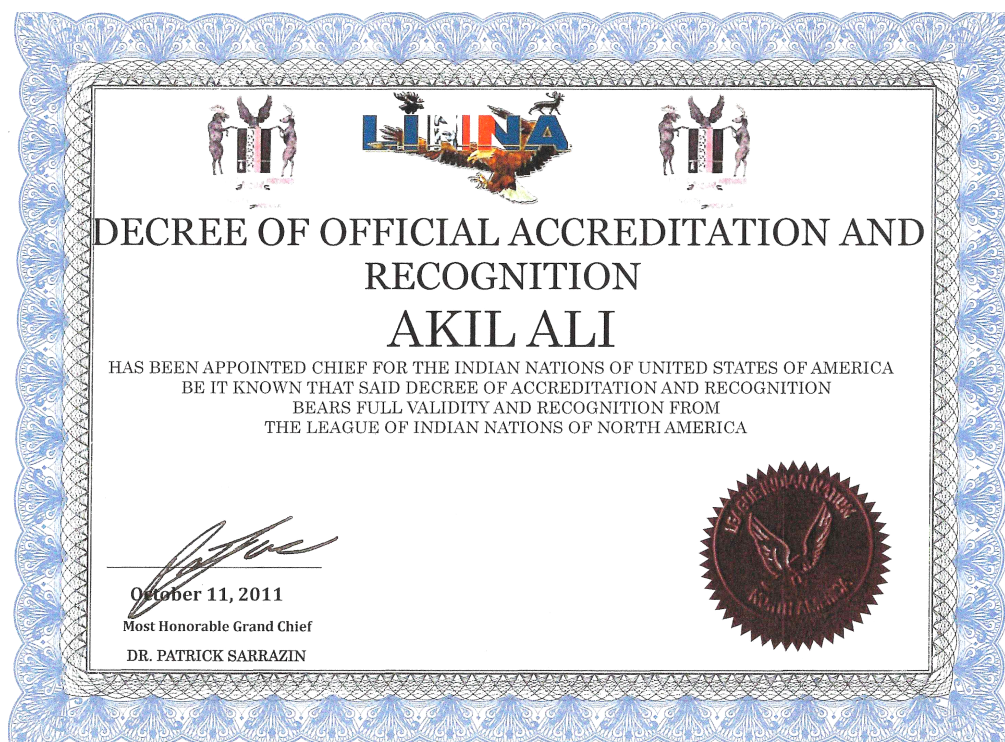 DECREE OF OFFICIAL ACCREDITATION AND
RECOGNITION
AKIL ALI
HAS BEEN APPOINTED CHIEF FOR THE INDIAN NATIONS OF UNITED STATES OF AMERICA
BE IT KNOWN THAT SAID DECREE OF ACCREDITATION AND RECOGNITION
BEARS FULL VALIDITY AND RECOGNITION FROM
THE LEAGUE OF INDIAN NATIONS OF NORTH AMERICA
LEAGUE INDIAN NATION
NORTH AMERICA
October 11, 2011
Most Honorable Grand Chief
DR. PATRICK SARRAZIN